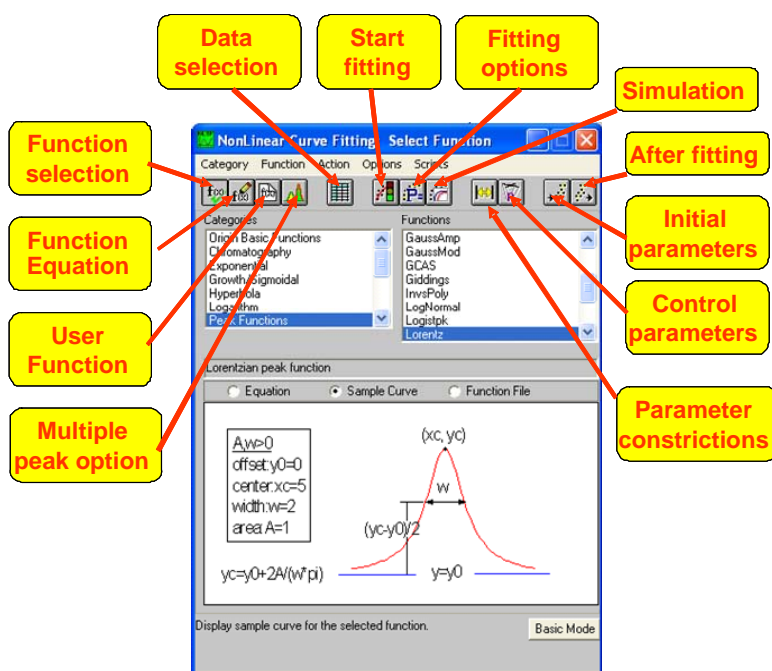 Data
selection
Start
fitting
Fitting
options
Simulation
Function
selection
After fitting
Function
Equation
Initial
parameters
User
Function
Control
parameters
Multiple
peak option
Parameter
constrictions
NonLinear Curve Fitting: Select Function
Category Function Action Options Scripts
Categories
Functions
Origin Basic Functions
Chromatography
Exponential
Growth/Sigmoidal
Hyperbola
Logarithm
Peak Functions
GaussAmp
GaussMod
GCAS
Giddings
InvsPoly
LogNormal
Logistpk
Lorentz
Lorentzian peak function
Equation Sample Curve Function File
A,w>0
offset:y0=0
center:xc=5
width:w=2
area:A=1
(xc, yc)
w
(yc-y0)/2
yc=y0+2A/(w*pi)
y=y0
Display sample curve for the selected function.
Basic Mode